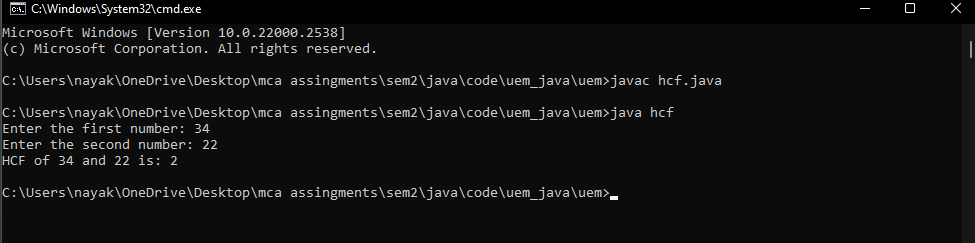 C:\Windows\System32\cmd.exe
Microsoft Windows [Version 10.0.22000.2538]
(c) Microsoft Corporation. All rights reserved.
C:\Users\nayak\OneDrive\Desktop\mca assingments\sem2\java\code\uem_java\uem>javac hcf.java
C:\Users\nayak\OneDrive\Desktop\mca assingments\sem2\java\code\uem_java\uem>java hcf
Enter the first number: 34
Enter the second number: 22
HCF of 34 and 22 is: 2
C:\Users\nayak\OneDrive\Desktop\mca assingments\sem2\java\code\uem_java\uem>